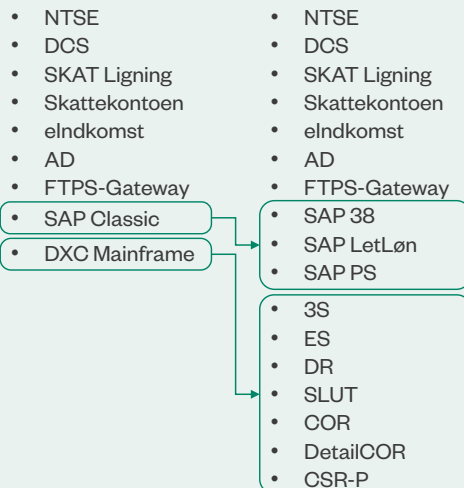 • NTSE
• DCS
• SKAT Ligning
• Skattekontoen
• eIndkomst
• AD
• FTPS-Gateway
• SAP Classic
• DXC Mainframe
• NTSE
• DCS
• SKAT Ligning
• Skattekontoen
• eIndkomst
• AD
• FTPS-Gateway
• SAP 38
• SAP LetLøn
• SAP PS
• 3S
• ES
• DR
• SLUT
• COR
• DetailCOR
• CSR-P